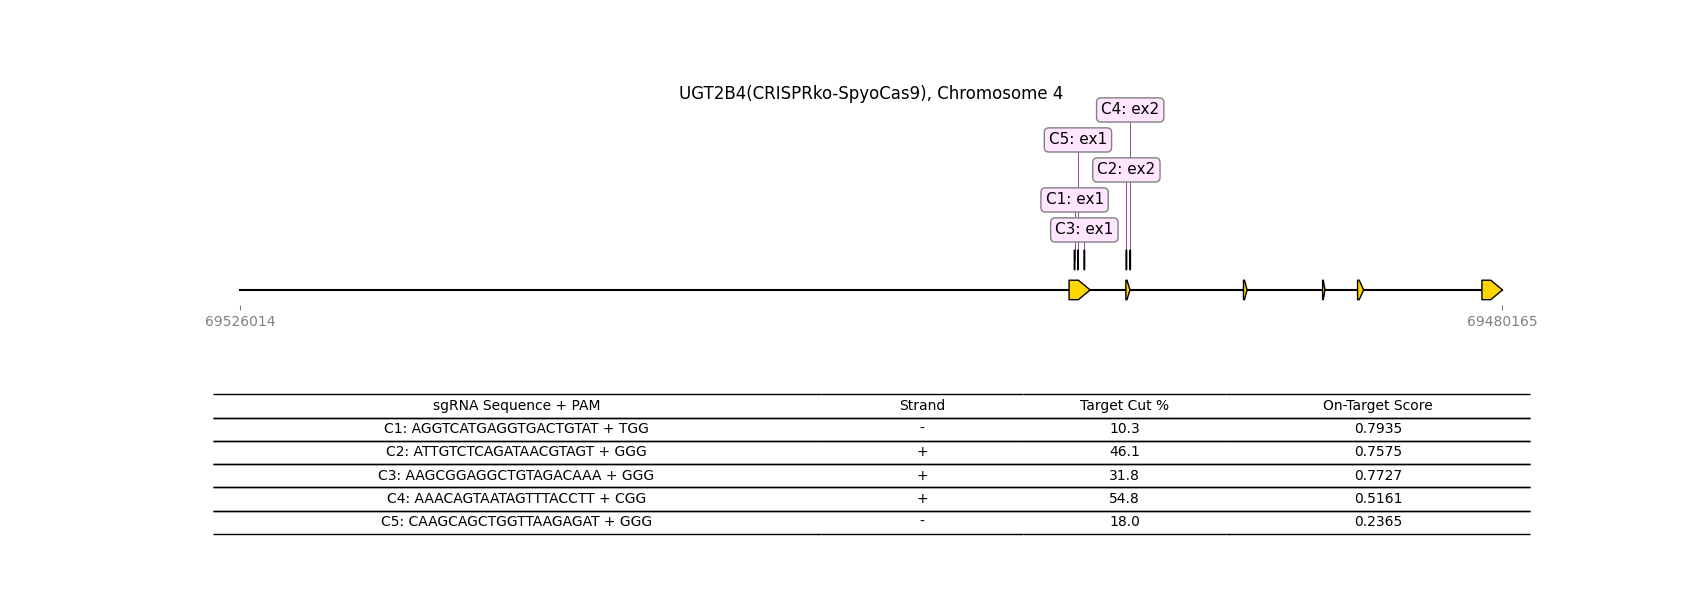 UGT2B4(CRISPRko-SpyoCas9), Chromosome 4
C4: ex2
C5: ex1
C2: ex2
C1: ex1
C3: ex1
69526014 69480165
sgRNA Sequence + PAM Strand Target Cut % On-Target Score
C1: AGGTCATGAGGTGACTGTAT + TGG - 10.3 0.7935
C2: ATTGTCTCAGATAACGTAGT + GGG + 46.1 0.7575
C3: AAGCGGAGGCTGTAGACAAA + GGG + 31.8 0.7727
C4: AAACAGTAATAGTTTACCTT + CGG + 54.8 0.5161
C5: CAAGCAGCTGGTTAAGAGAT + GGG - 18.0 0.2365